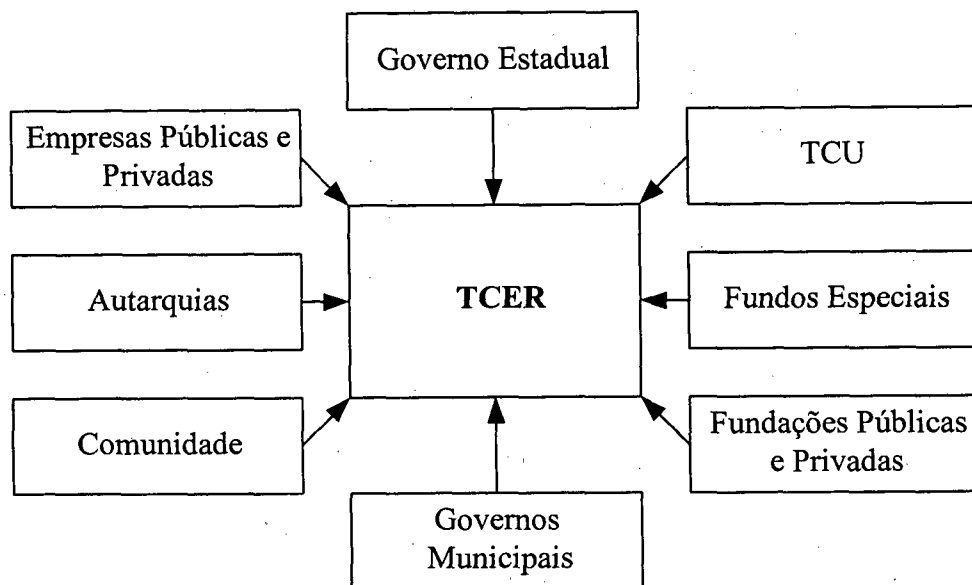 Governo Estadual
Empresas Públicas e
Privadas
TCU
Autarquias
TCER
Fundos Especiais
Comunidade
Fundações Públicas
e Privadas
Governos
Municipais